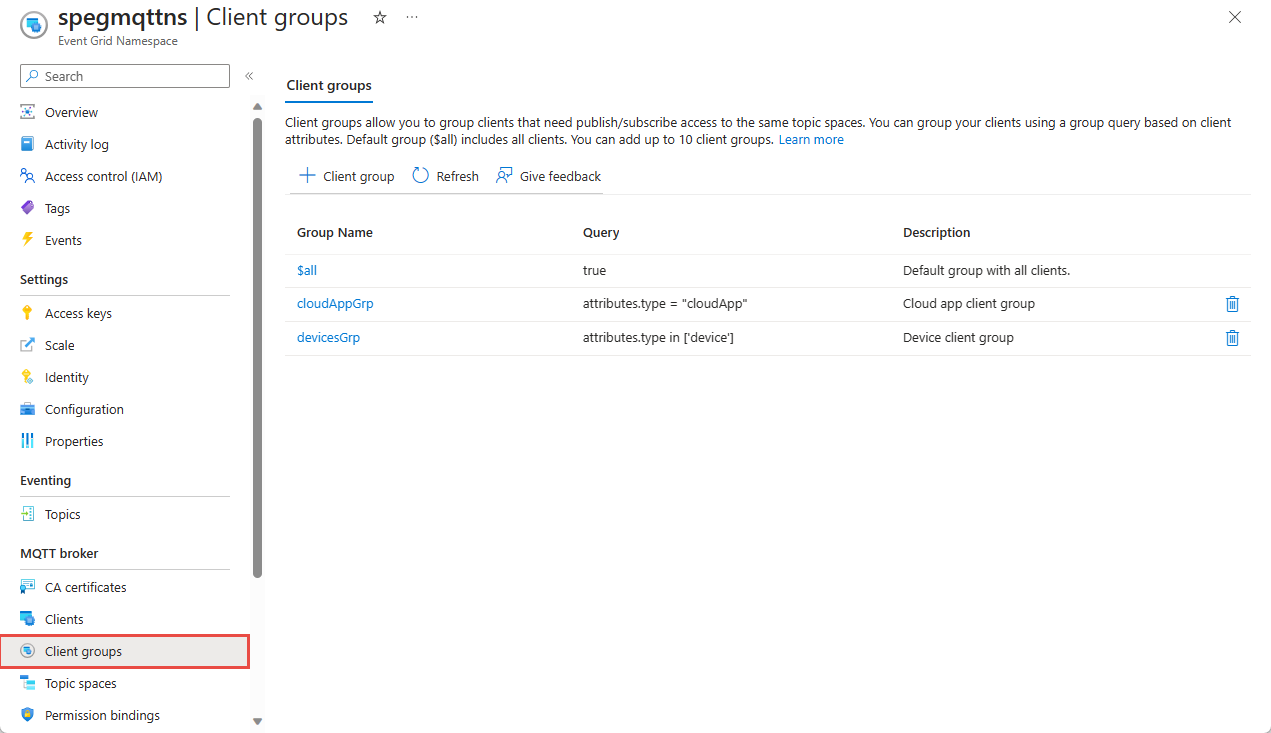 spegmqttns | Client groups
Event Grid Namespace
Search
Overview
Activity log
Access control (IAM)
Tags
Events
Settings
Access keys
Scale
Identity
Configuration
Properties
Eventing
Topics
MQTT broker
CA certificates
Clients
Client groups
Topic spaces
Permission bindings
Client groups
Client groups allow you to group clients that need publish/subscribe access to the same topic spaces. You can group your clients using a group query based on client
attributes. Default group ($all) includes all clients. You can add up to 10 client groups. Learn more
Client group Refresh Give feedback
Group Name Query Description
$all true Default group with all clients.
cloudAppGrp attributes.type = "cloudApp" Cloud app client group
devicesGrp attributes.type in ['device'] Device client group